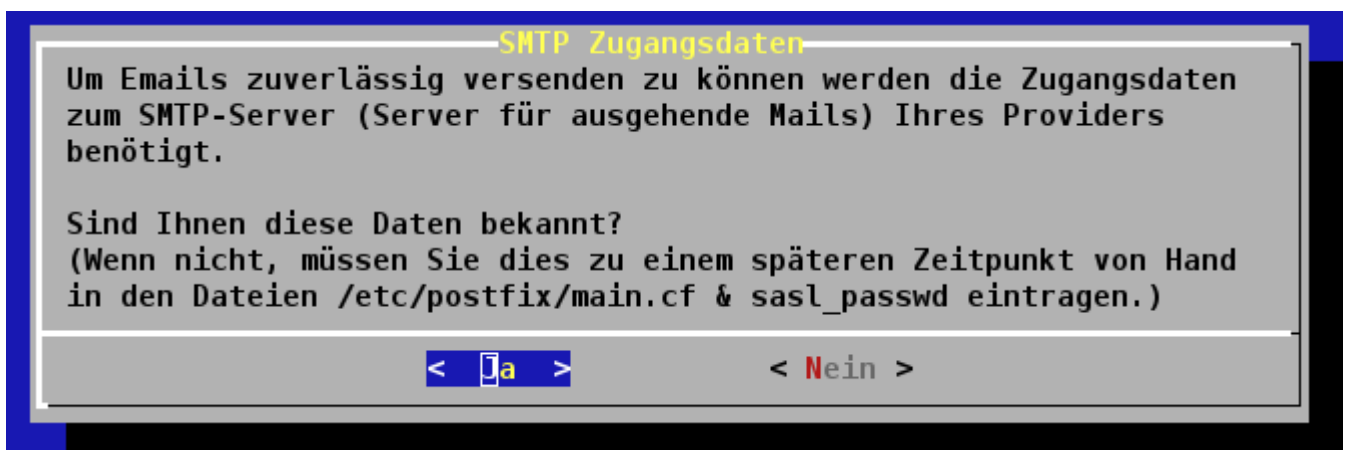 SMTP Zugangsdaten
Um Emails zuverlässig versenden zu können werden die Zugangsdaten
zum SMTP-Server (Server für ausgehende Mails) Ihres Providers
benötigt.
Sind Ihnen diese Daten bekannt?
(Wenn nicht, müssen Sie dies zu einem späteren Zeitpunkt von Hand
in den Dateien /etc/postfix/main.cf & sasl_passwd eintragen.)
< Ja > < Nein >